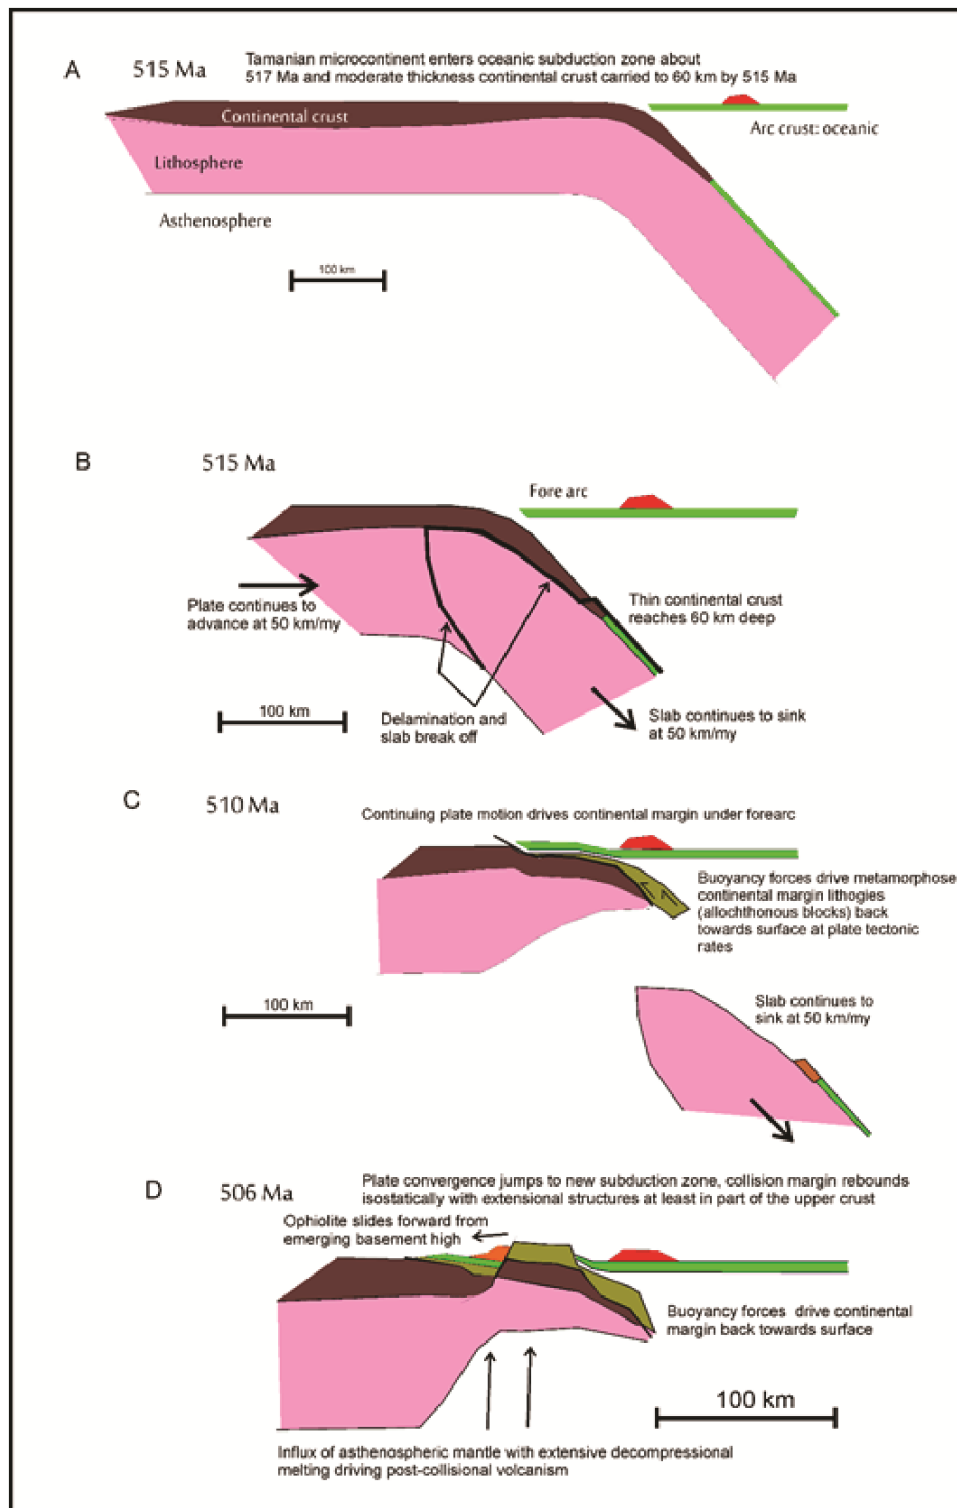 A
515 Ma
Tamanian microcontinent enters oceanic subduction zone about
517 Ma and moderate thickness continental crust carried to 60 km by 515 Ma
Continental crust
Arc crust: oceanic
Lithosphere
Asthenosphere
100 km
B
515 Ma
Fore arc
Plate continues to
advance at 50 km/my
Thin continental crust
reaches 60 km deep
100 km
Delamination and
slab break off
Slab continues to sink
at 50 km/my
C
510 Ma
Continuing plate motion drives continental margin under forearc
Buoyancy forces drive metamorphose
continental margin lithogies
(allochthonous blocks) back
towards surface at plate tectonic
rates
100 km
Slab continues to
sink at 50 km/my
D
506 Ma
Plate convergence jumps to new subduction zone, collision margin rebounds
isostatically with extensional structures at least in part of the upper crust
Ophiolite slides forward from
emerging basement high
Buoyancy forces drive continental
margin back towards surface
100 km
Influx of asthenospheric mantle with extensive decompressional
melting driving post-collisional volcanism